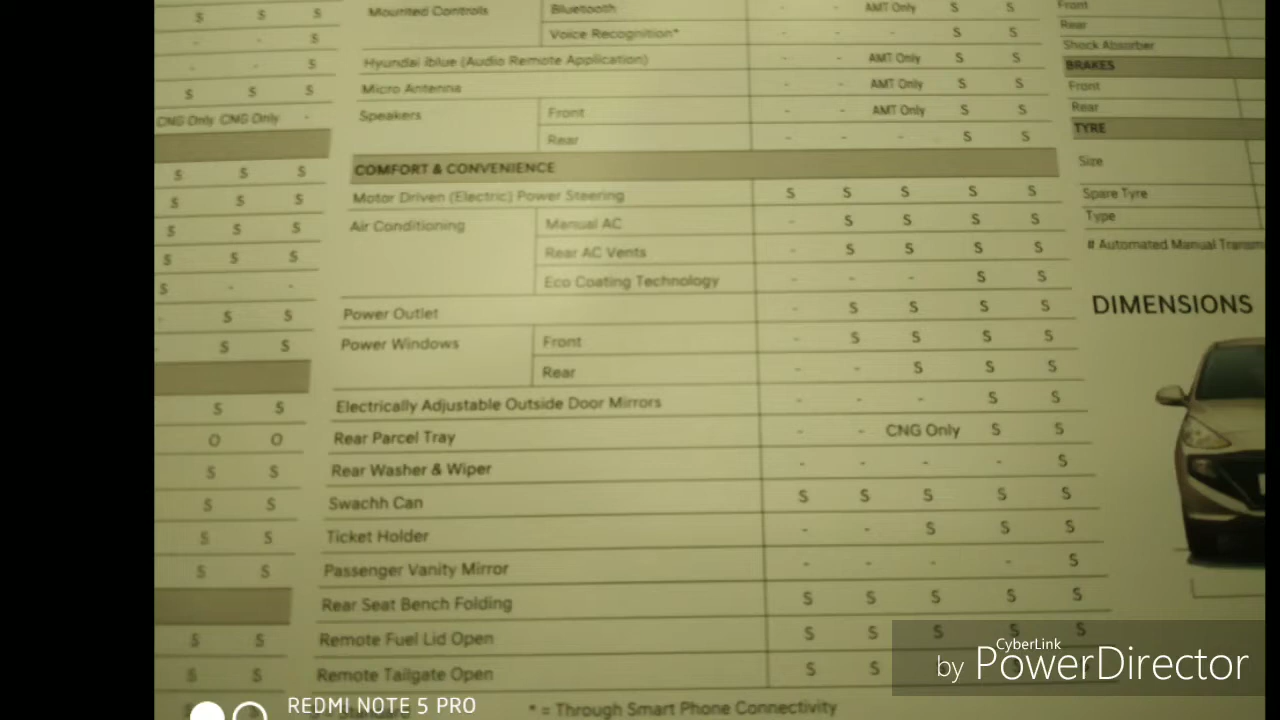 S S S Mounted Controls Bluetooth - - AMT Only S S Front
- - S Voice Recognition* - - - S S Rear
- - S Hyundai iblue (Audio Remote Application) - - AMT Only S S Shock Absorber
S S S Micro Antenna - - AMT Only S S BRAKES
CNG Only CNG Only - Speakers Front - - AMT Only S S Front
Rear - - - S S Rear
TYRE
S S S COMFORT & CONVENIENCE Size
S S S Motor Driven (Electric) Power Steering S S S S S Spare Tyre
S S S Air Conditioning Manual AC - S S S S Type
S S S Rear AC Vents - S S S S # Automated Manual Transm
S - - Eco Coating Technology - - - S S
- S S Power Outlet - S S S S DIMENSIONS
- S S Power Windows Front - S S S S
Rear - - S S S
S S Electrically Adjustable Outside Door Mirrors - - - S S
O O Rear Parcel Tray - - CNG Only S S
S S Rear Washer & Wiper - - - - S
S S Swachh Can S S S S S
S S Ticket Holder - - S S S
S S Passenger Vanity Mirror - - - - S
Rear Seat Bench Folding S S S S S
S S Remote Fuel Lid Open S S S S S
S S Remote Tailgate Open S S
CyberLink
by PowerDirector
REDMI NOTE 5 PRO
* = Through Smart Phone Connectivity